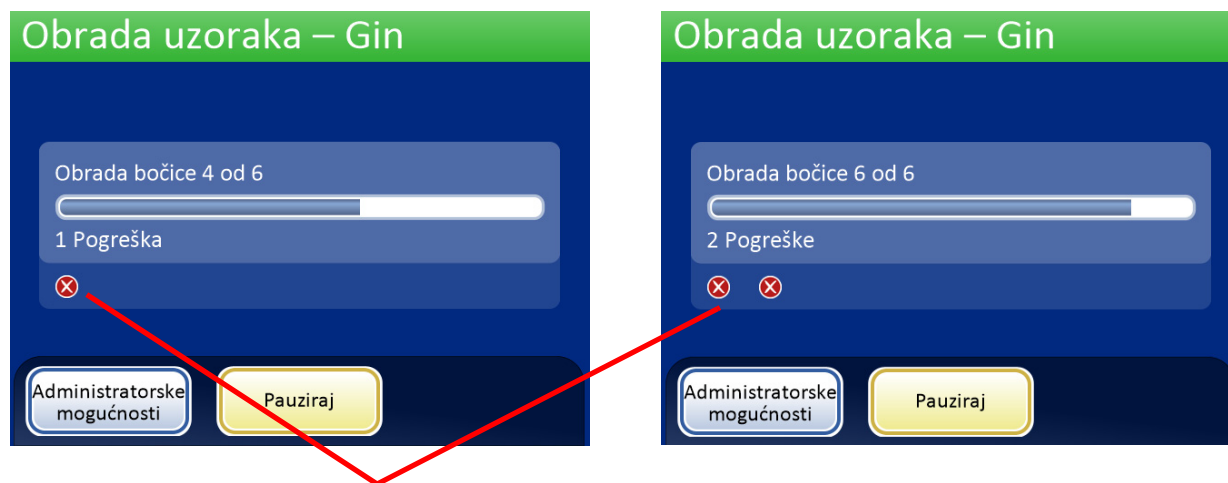 Obrada uzoraka – Gin
Obrada bočice 4 od 6
1 Pogreška
Administratorske
mogućnosti
Pauziraj
Obrada uzoraka – Gin
Obrada bočice 6 od 6
2 Pogreške
Administratorske
mogućnosti
Pauziraj